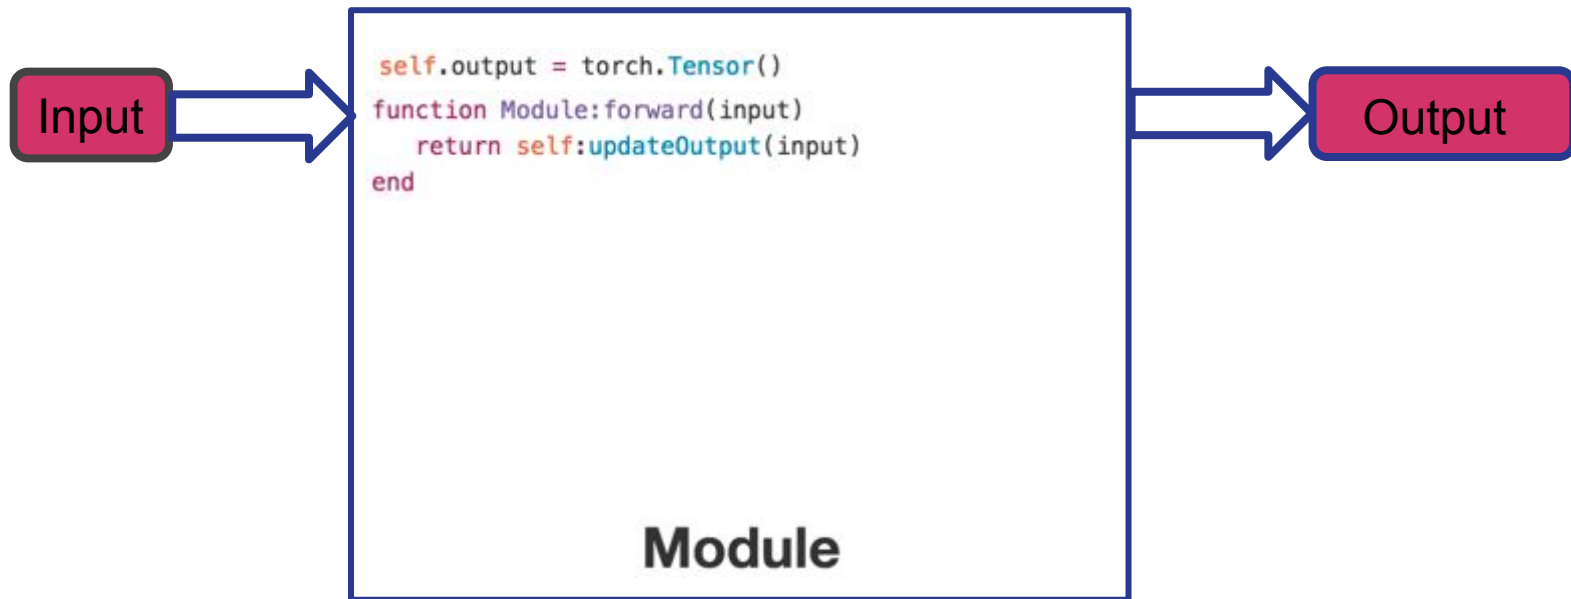 Input
self.output = torch.Tensor()
function Module:forward(input)
   return self:updateOutput(input)
end
Module
Output